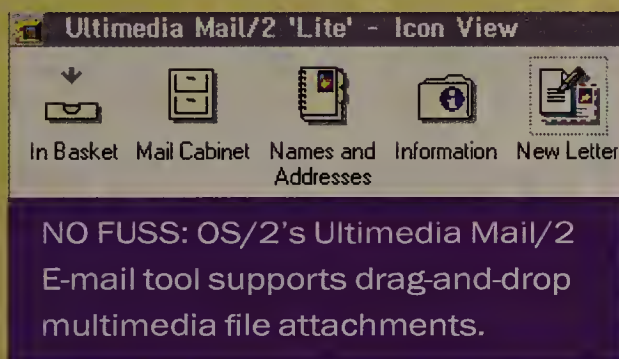 Ultimedia Mail/2 'Lite' - Icon View
In Basket Mail Cabinet Names and Addresses Information New Letter
NO FUSS: OS/2's Ultimedia Mail/2
E-mail tool supports drag-and-drop
multimedia file attachments.